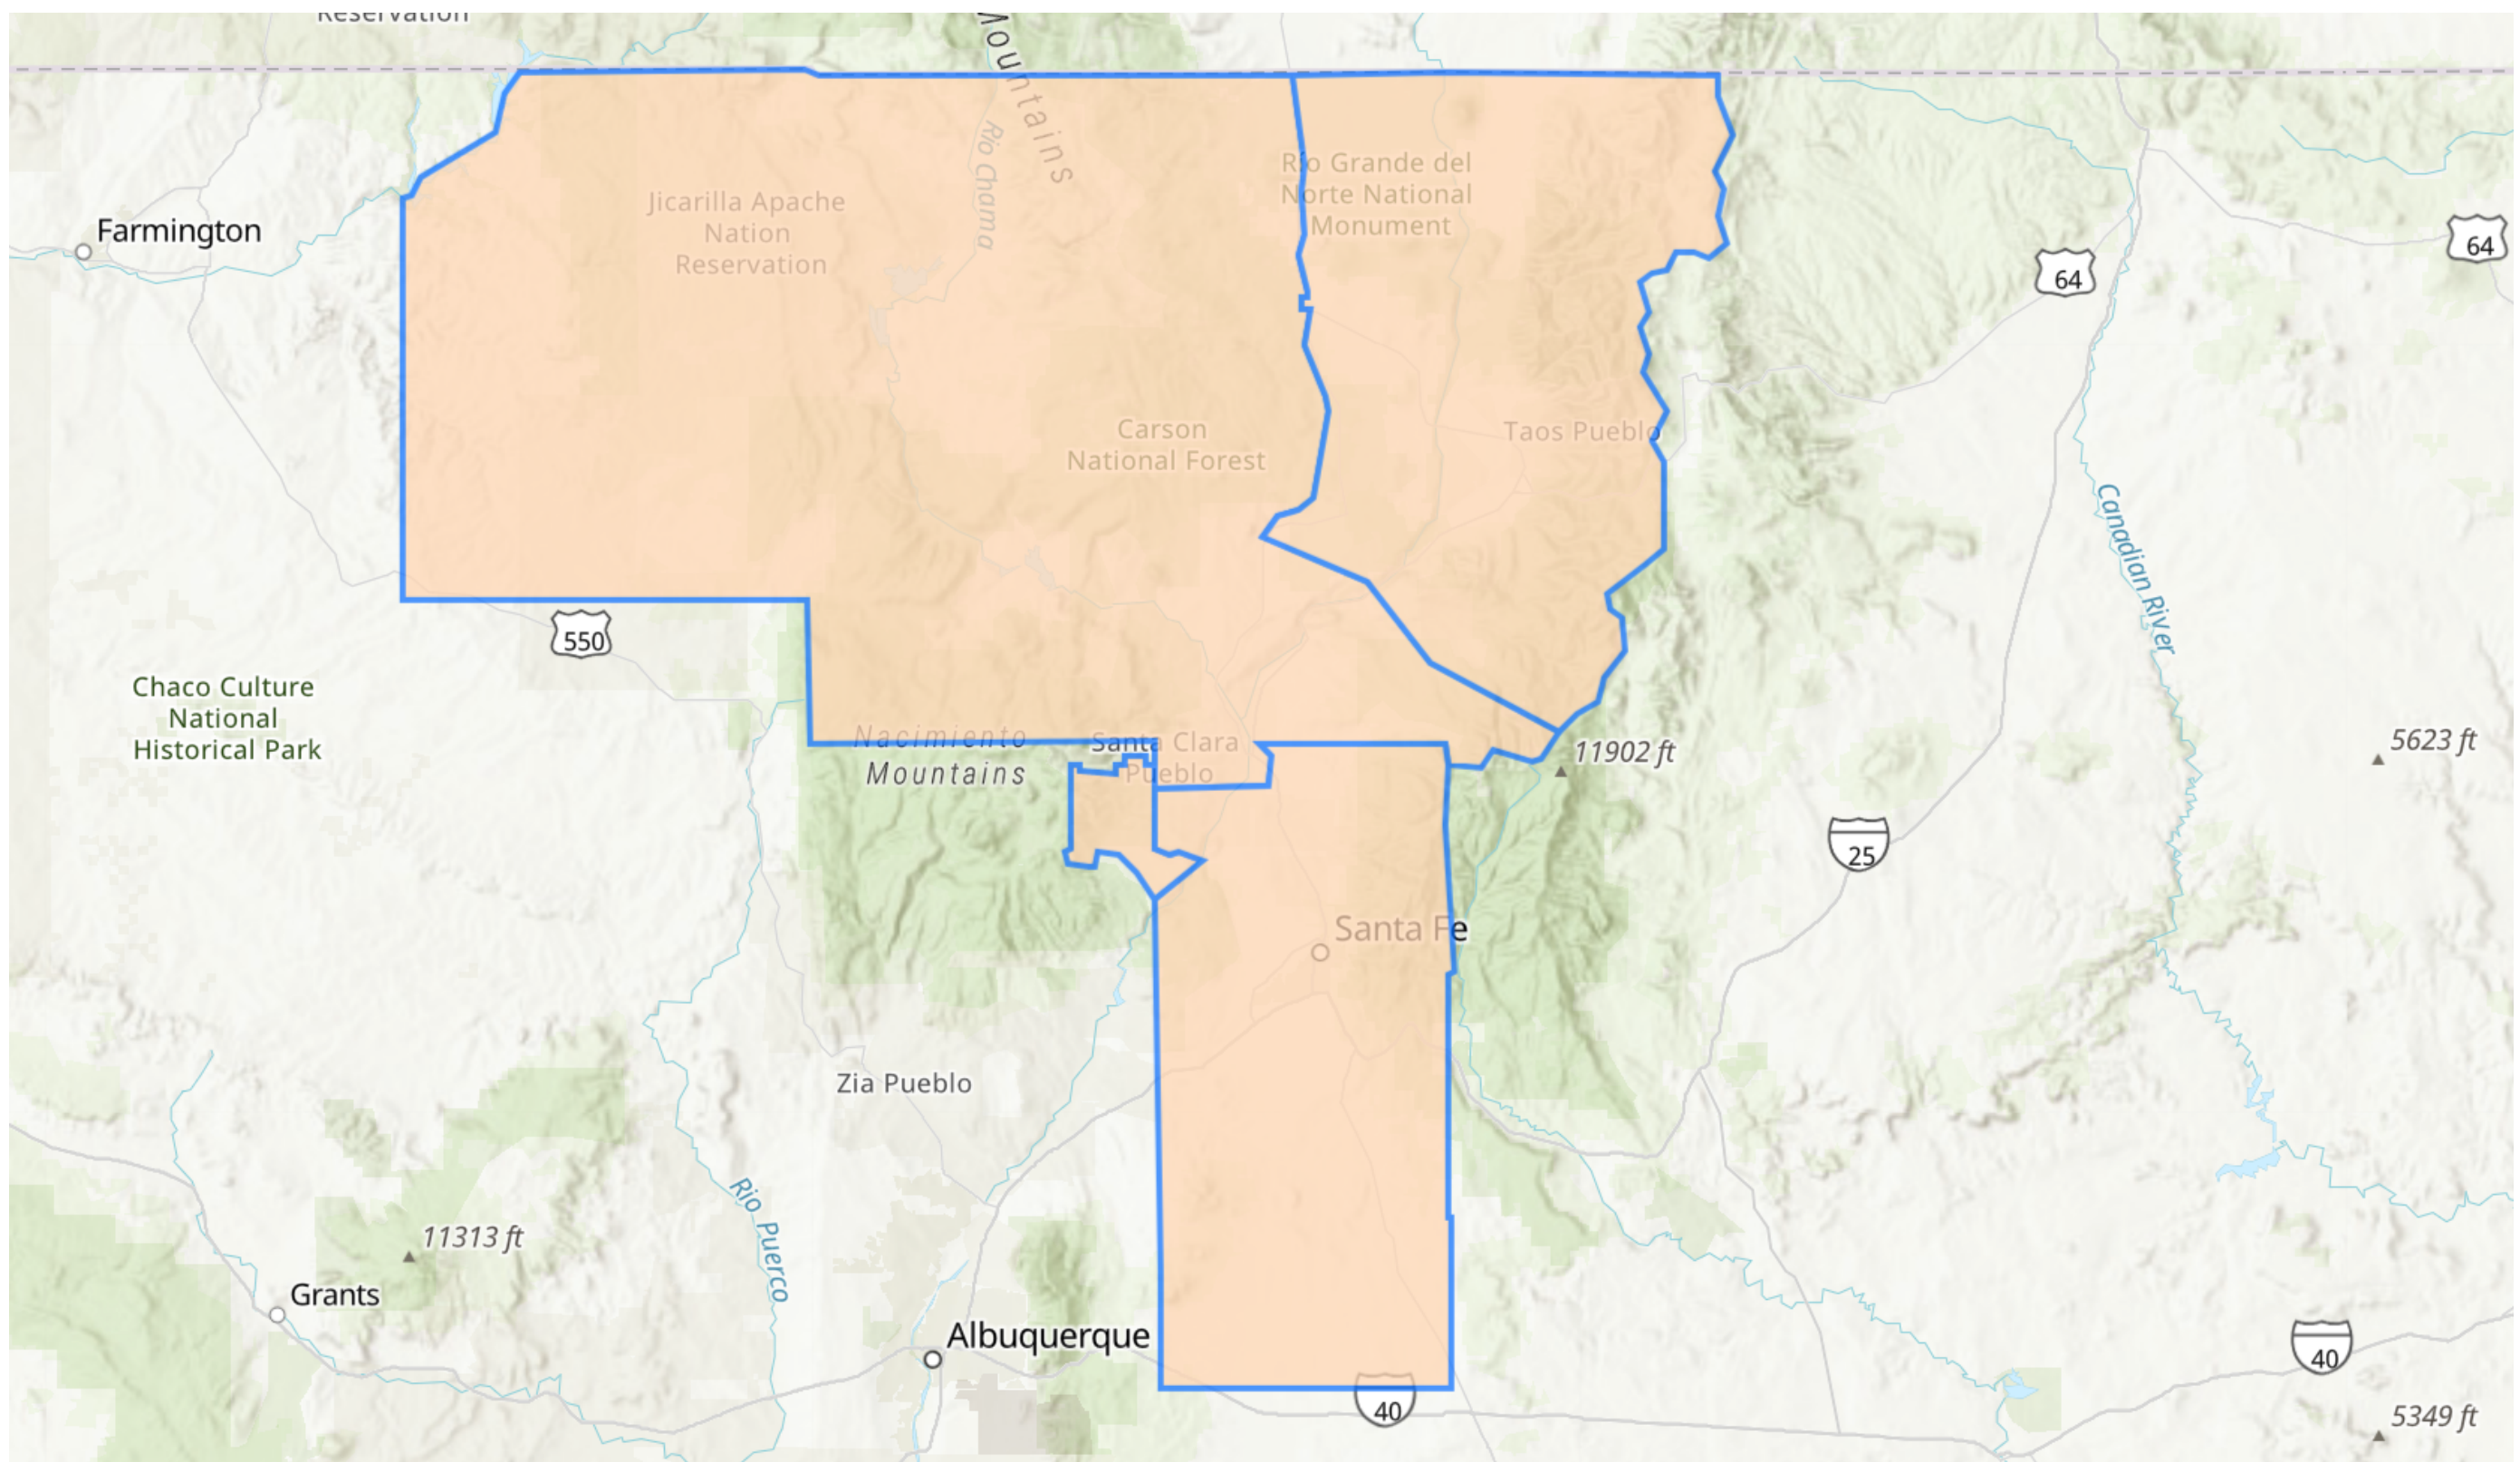 Reservation
Mountains
Rio Chama
Jicarilla Apache
Nation
Reservation
Rio Grande del
Norte National
Monument
Farmington
64
64
Carson
National Forest
Taos Pueblo
Canadian River
550
Chaco Culture
National
Historical Park
Nacimiento
Mountains
Santa Clara
Pueblo
11902 ft
5623 ft
25
Santa Fe
Zia Pueblo
Rio Puerco
11313 ft
Grants
Albuquerque
40
40
5349 ft